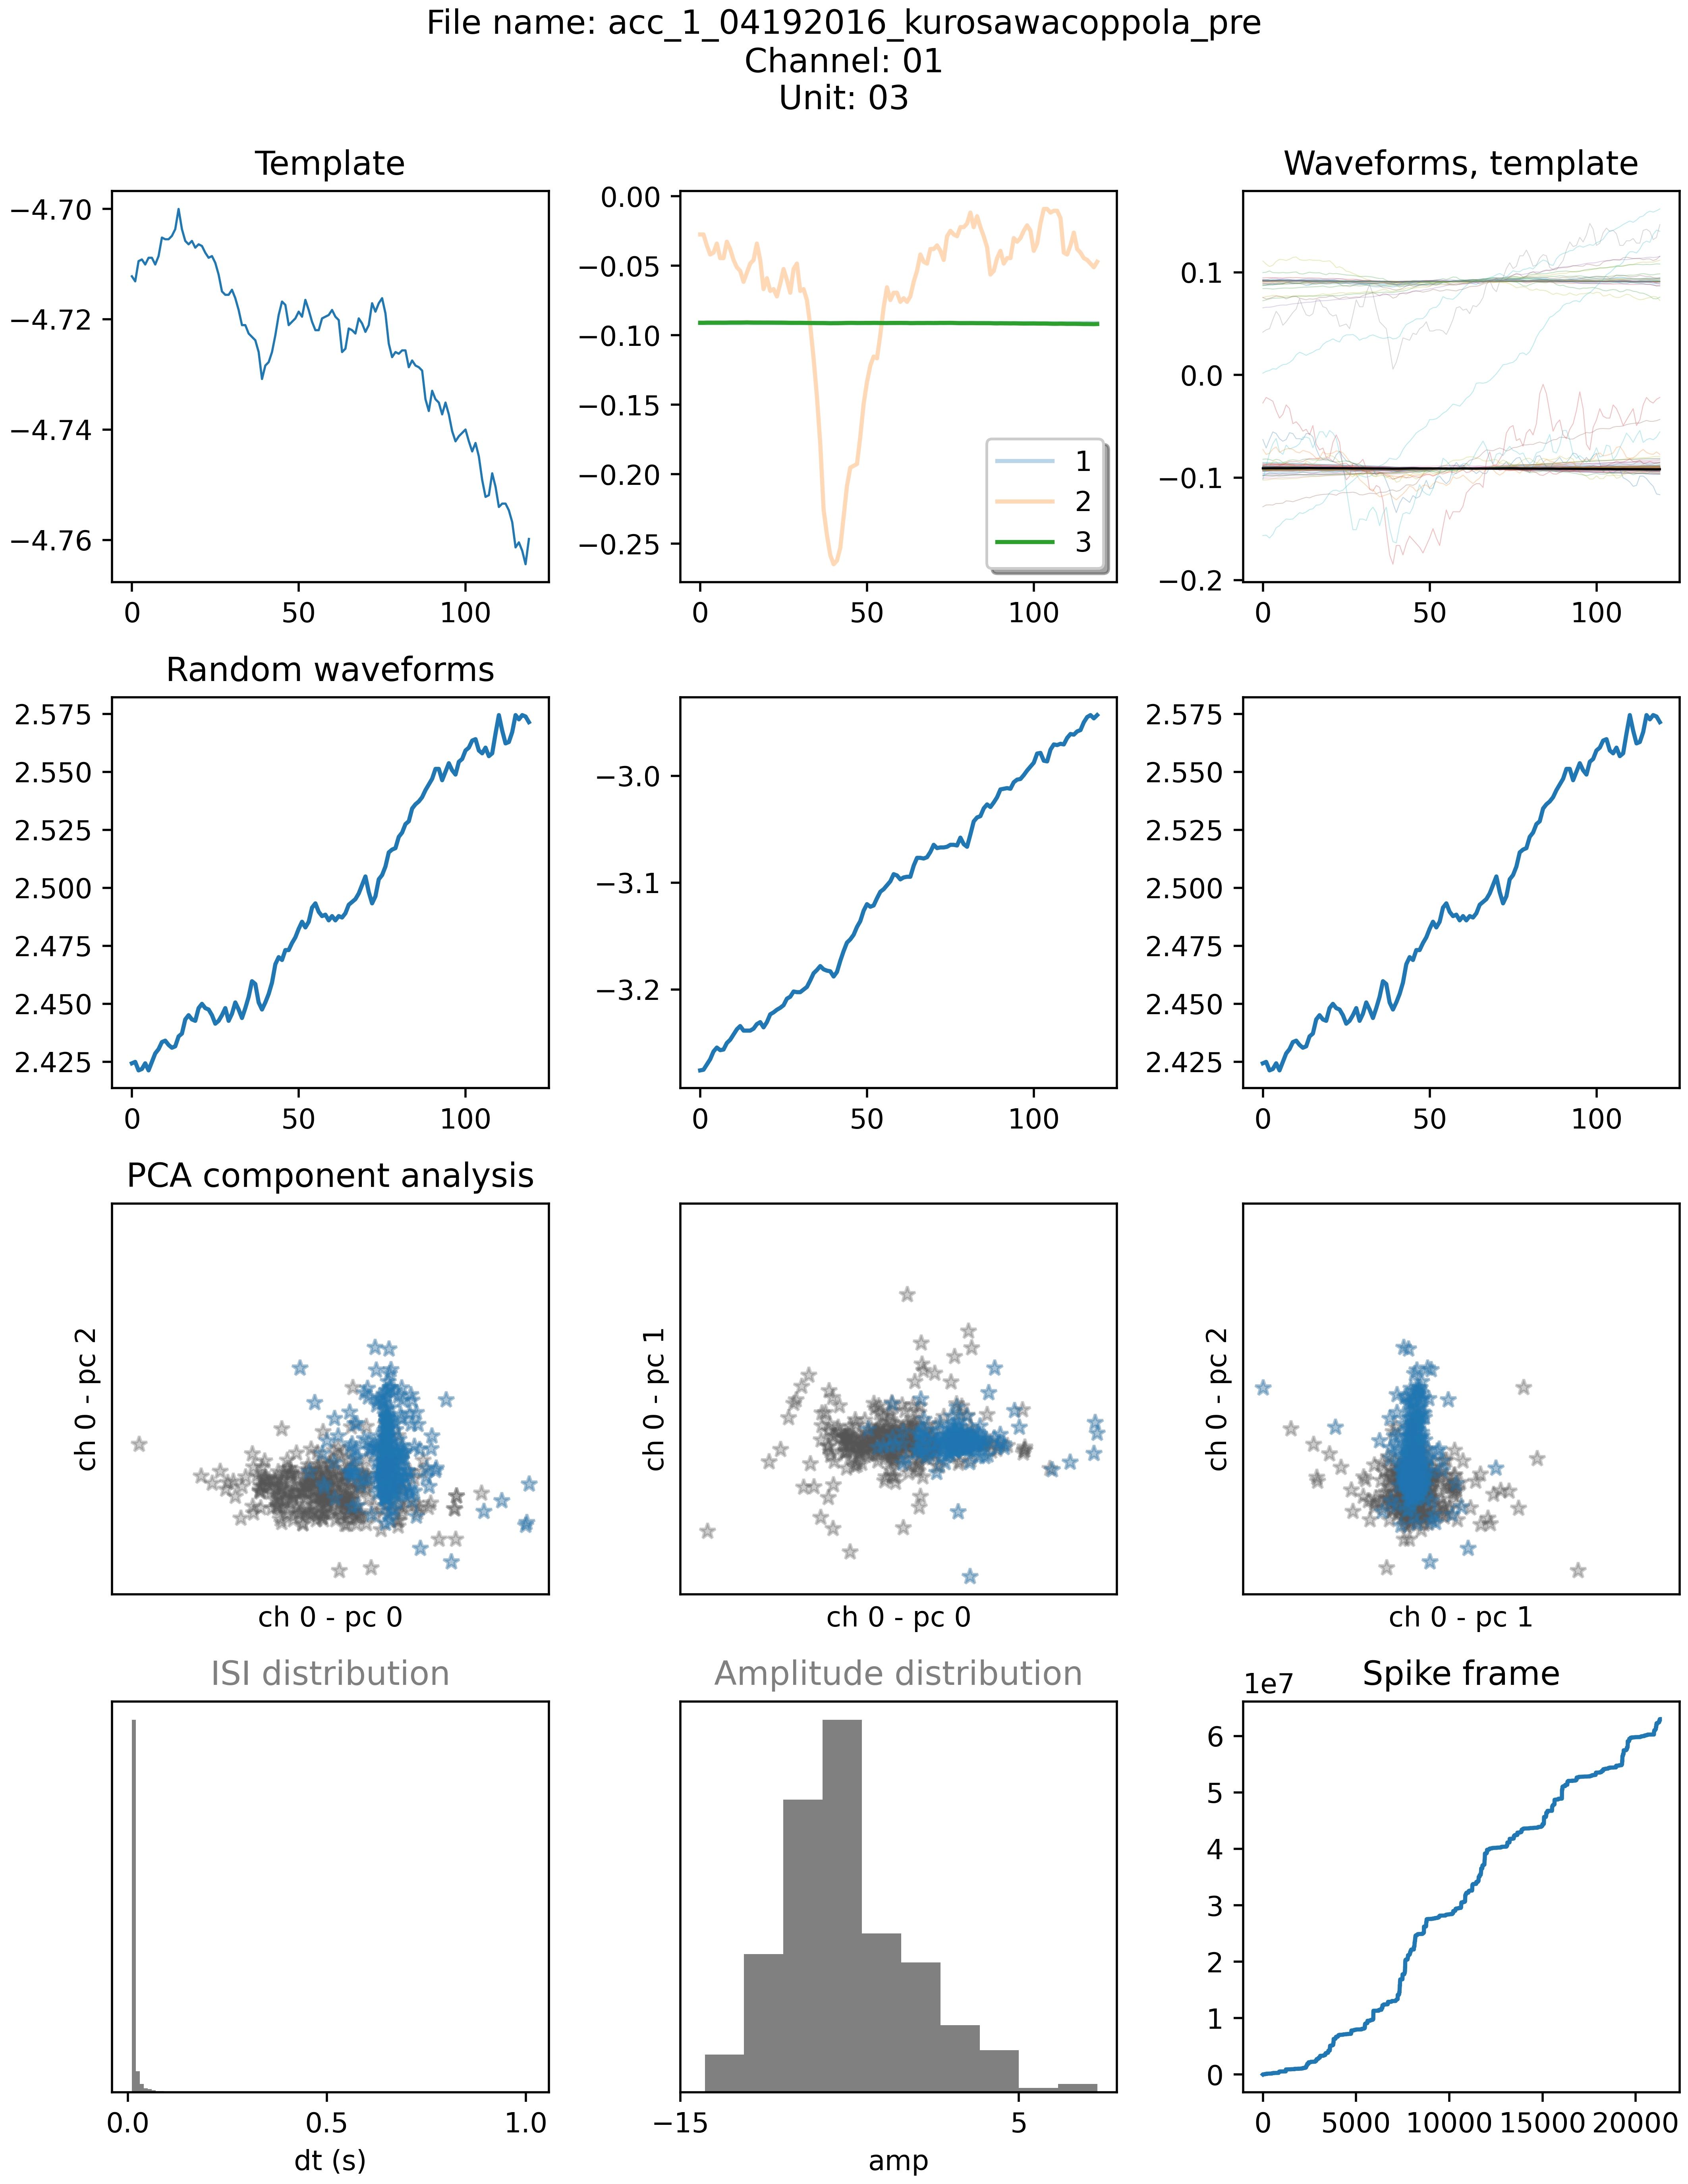 File name: acc_1_04192016_kurosawacoppola_pre
Channel: 01
Unit: 03
Template
−4.70
−4.72
−4.74
−4.76
0 50 100
0.00
−0.05
−0.10
−0.15
−0.20
−0.25
1
2
3
0 50 100
Waveforms, template
0.1
0.0
−0.1
−0.2
0 50 100
Random waveforms
2.575
2.550
2.525
2.500
2.475
2.450
2.425
0 50 100
−3.0
−3.1
−3.2
0 50 100
2.575
2.550
2.525
2.500
2.475
2.450
2.425
0 50 100
PCA component analysis
ch 0 - pc 2
ch 0 - pc 0
ch 0 - pc 1
ch 0 - pc 0
ch 0 - pc 2
ch 0 - pc 1
ISI distribution
0.0 0.5 1.0
dt (s)
Amplitude distribution
−15 5
amp
Spike frame
1e7
6
5
4
3
2
1
0
0 5000 10000 15000 20000